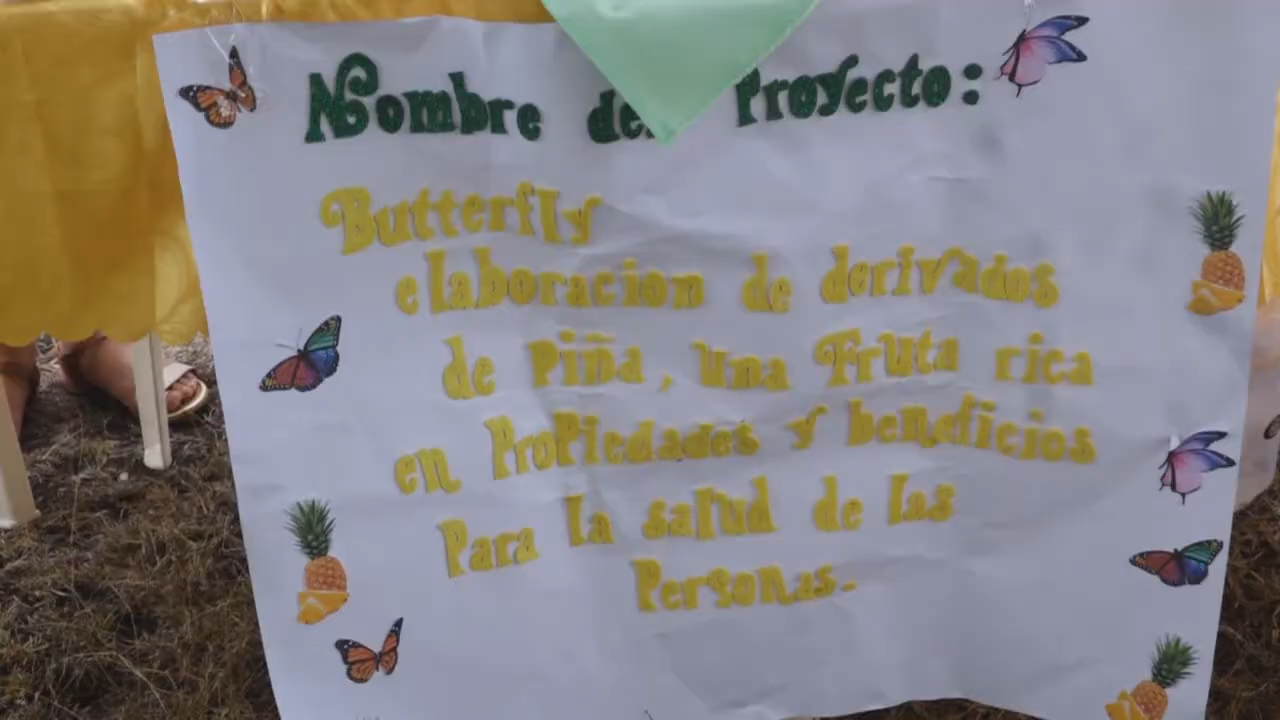 Nombre del Proyecto:
Butterfly
elaboracion de derivados
de Piña, una Fruta rica
en ProPiedades y beneficios
Para la salud de las
Personas.